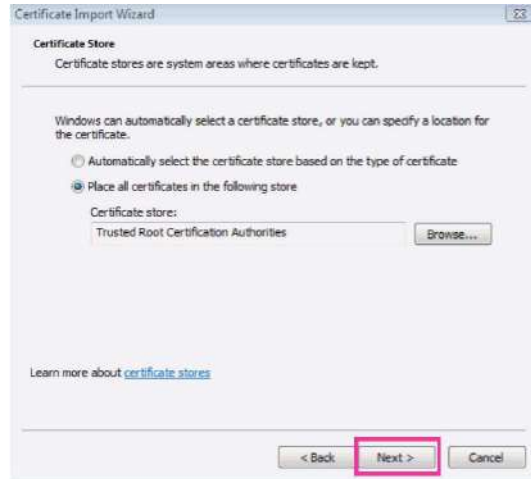 Certificate Import Wizard
Certificate Store
Certificate stores are system areas where certificates are kept.
Windows can automatically select a certificate store, or you can specify a location for
the certificate.
Automatically select the certificate store based on the type of certificate
Place all certificates in the following store
Certificate store:
Trusted Root Certification Authorities
Browse...
Learn more about certificate stores
< Back
Next >
Cancel